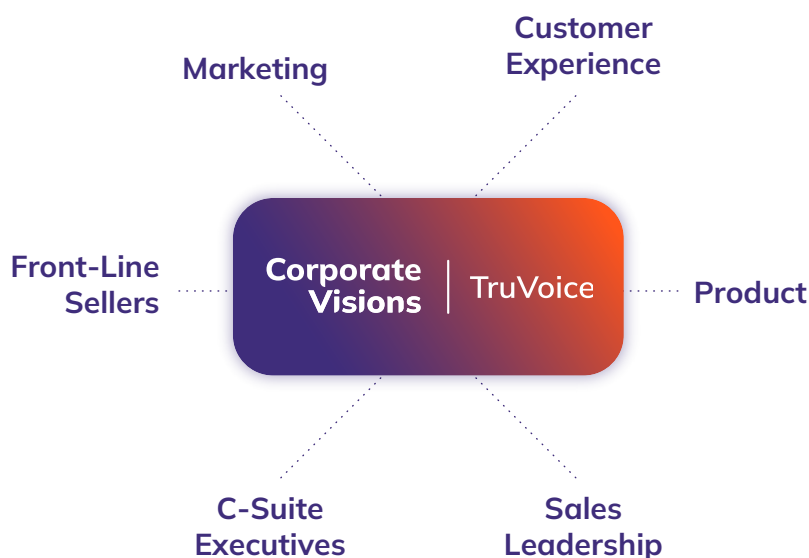 Marketing
Customer
Experience
Front-Line
Sellers
Corporate
Visions
TruVoice
Product
C-Suite
Executives
Sales
Leadership